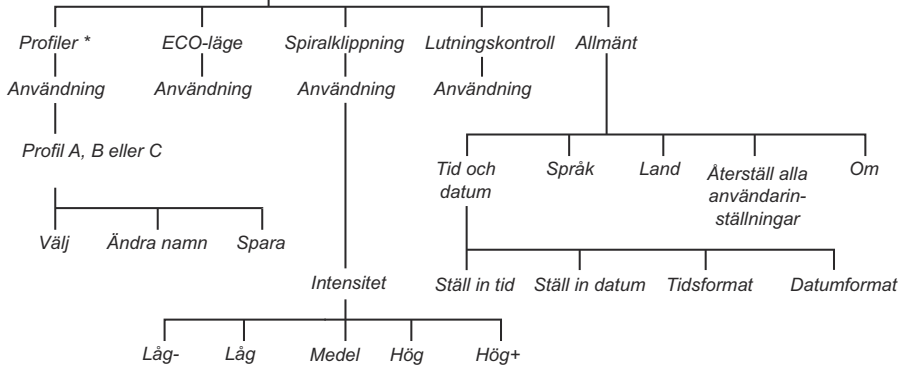 Profiler *
ECO-läge
Spiralklippning
Lutningskontroll
Allmänt
Användning
Användning
Användning
Användning
Profil A, B eller C
Tid och
datum
Språk
Land
Återställ alla
användarin-
ställningar
Om
Välj
Ändra namn
Spara
Intensitet
Ställ in tid
Ställ in datum
Tidsformat
Datumformat
Låg-
Låg
Medel
Hög
Hög+